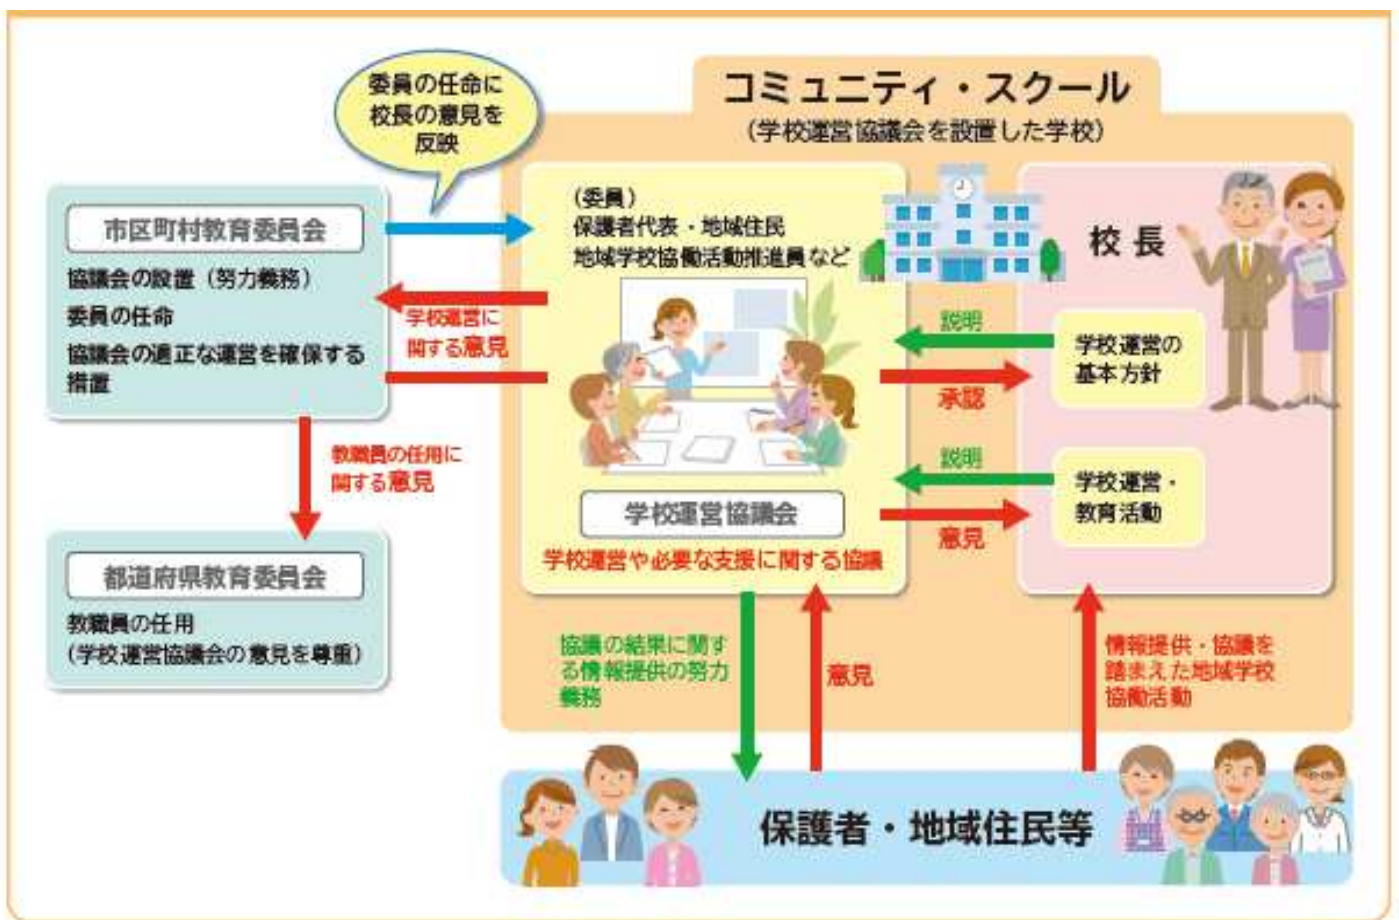 委員の任命に
校長の意見を
反映
コミュニティ・スクール
（学校運営協議会を設置した学校）
市区町村教育委員会
協議会の設置（努力義務）
委員の任命
協議会の適正な運営を確保する
措置
（委員）
保護者代表・地域住民
地域学校協働活動推進員など
校長
学校運営に
関する意見
説明
承認
学校運営の
基本方針
教職員の任用に
関する意見
説明
意見
学校運営・
教育活動
学校運営協議会
学校運営や必要な支援に関する協議
都道府県教育委員会
教職員の任用
（学校運営協議会の意見を尊重）
協議の結果に関す
る情報提供の努力
義務
意見
情報提供・協議を
踏まえた地域学校
協働活動
保護者・地域住民等